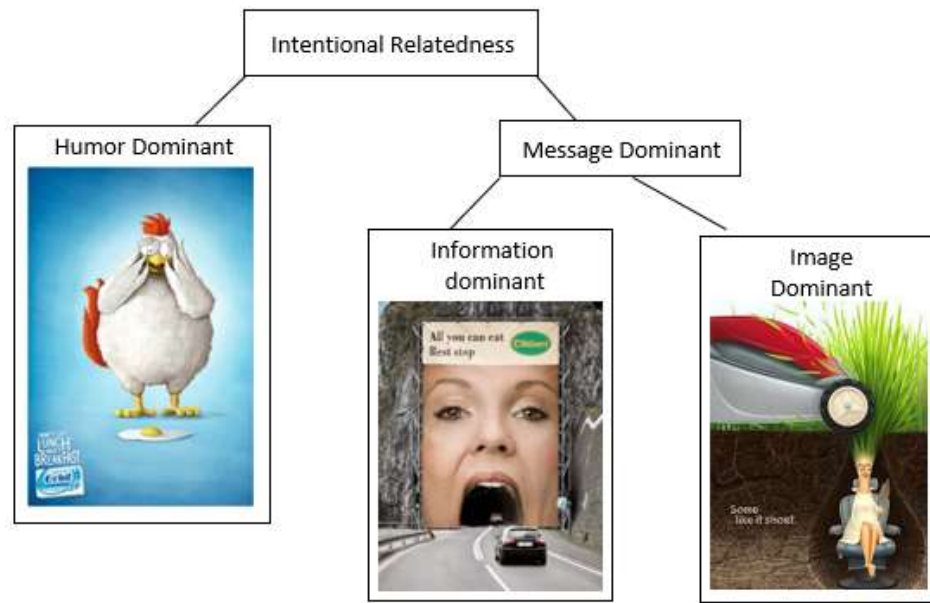 Intentional Relatedness
Humor Dominant
LUNCH
BREAKFAST
Orbit
Message Dominant
Information
dominant
All you can eat
Rest stop
Image
Dominant
Some
like it short.